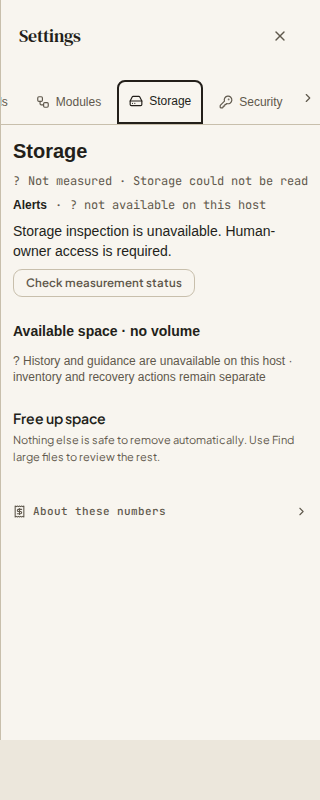 Settings
s
Modules
Storage
Security
Storage
? Not measured · Storage could not be read
Alerts · ? not available on this host
Storage inspection is unavailable. Human-
owner access is required.
Check measurement status
Available space · no volume
? History and guidance are unavailable on this host ·
inventory and recovery actions remain separate
Free up space
Nothing else is safe to remove automatically. Use Find
large files to review the rest.
About these numbers